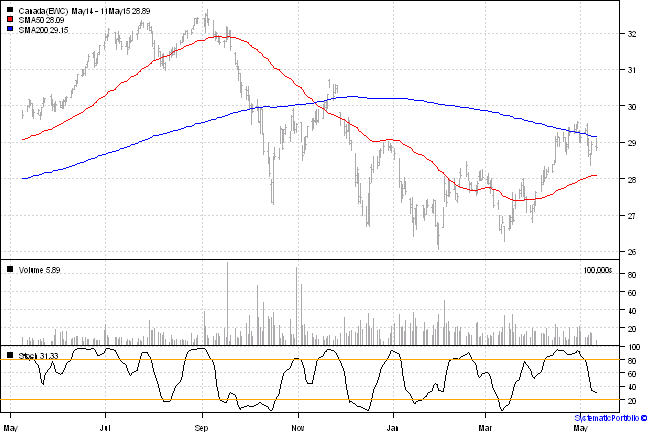 Canada(EWC) May14 - 11May15 28.89
SMA50 28.09
SMA200 29.15
32
31
30
29
28
27
26
Volume 5.89
100,000s
80
60
40
20
Stoch 31.33
100
80
60
40
20
May Jul Sep Nov Jan Mar May
SystematicPortfolio ©